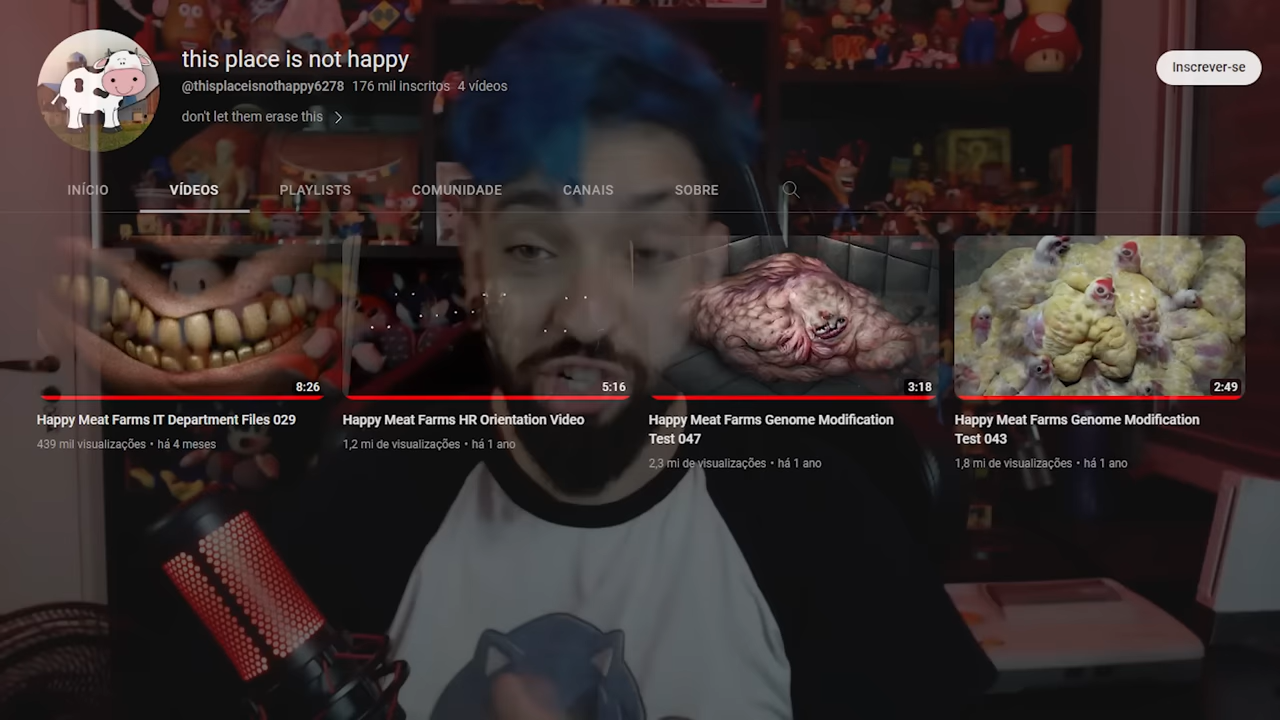 this place is not happy
@thisplaceisnothappy6278 176 mil inscritos 4 vídeos
don't let them erase this
Inscrever-se
INÍCIO VÍDEOS PLAYLISTS COMUNIDADE CANAIS SOBRE
8:26 5:16 3:18 2:49
Happy Meat Farms IT Department Files 029
439 mil visualizações • há 4 meses
Happy Meat Farms HR Orientation Video
1,2 mi de visualizações • há 1 ano
Happy Meat Farms Genome Modification
Test 047
2,3 mi de visualizações • há 1 ano
Happy Meat Farms Genome Modification
Test 043
1,8 mi de visualizações • há 1 ano